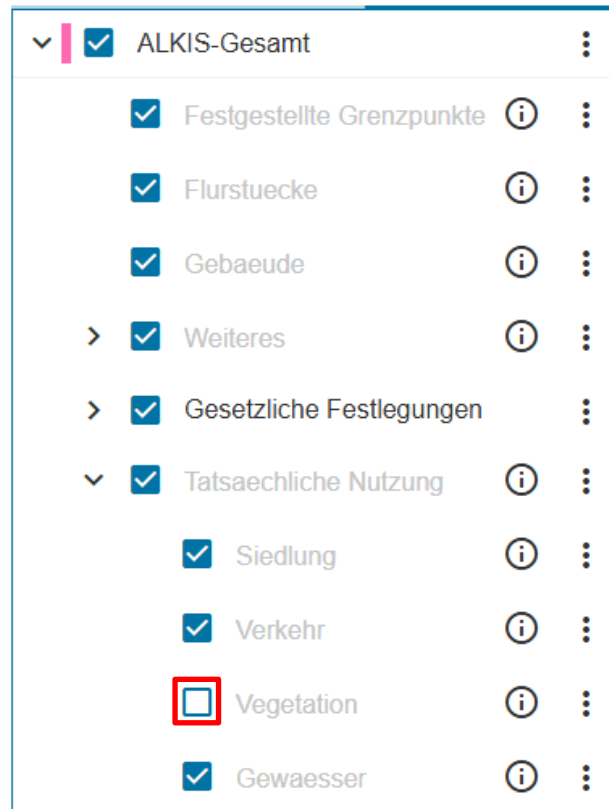 ALKIS-Gesamt
Festgestellte Grenzpunkte
Flurstuecke
Gebaeude
Weiteres
Gesetzliche Festlegungen
Tatsaechliche Nutzung
Siedlung
Verkehr
Vegetation
Gewaesser